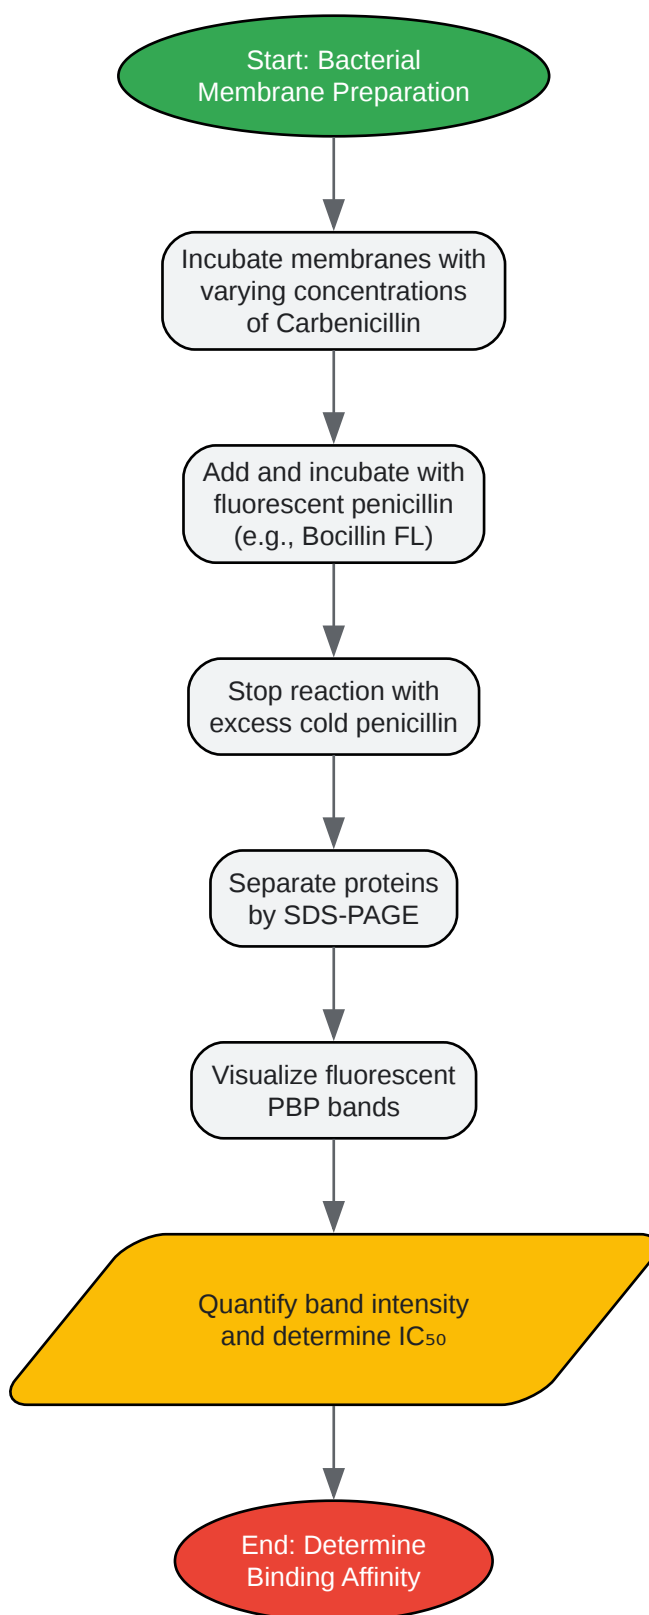 Start: Bacterial
Membrane Preparation
Incubate membranes with
varying concentrations
of Carbenicillin
Add and incubate with
fluorescent penicillin
(e.g., Bocillin FL)
Stop reaction with
excess cold penicillin
Separate proteins
by SDS-PAGE
Visualize fluorescent
PBP bands
Quantify band intensity
and determine IC₅₀
End: Determine
Binding Affinity